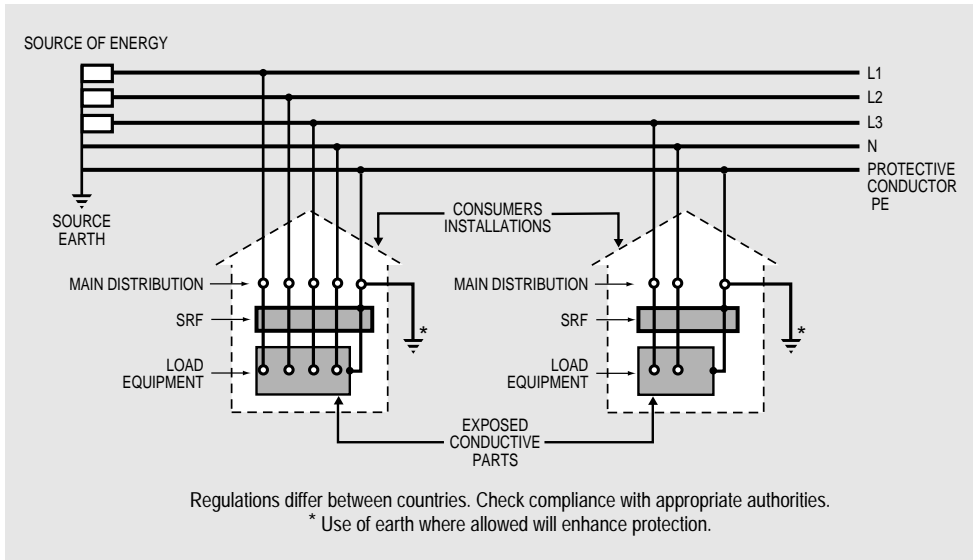 SOURCE OF ENERGY
L1
L2
L3
N
PROTECTIVE
CONDUCTOR
PE
SOURCE
EARTH
CONSUMERS
INSTALLATIONS
MAIN DISTRIBUTION
MAIN DISTRIBUTION
SRF
*
SRF
*
LOAD
EQUIPMENT
LOAD
EQUIPMENT
EXPOSED
CONDUCTIVE
PARTS
Regulations differ between countries. Check compliance with appropriate authorities.
* Use of earth where allowed will enhance protection.